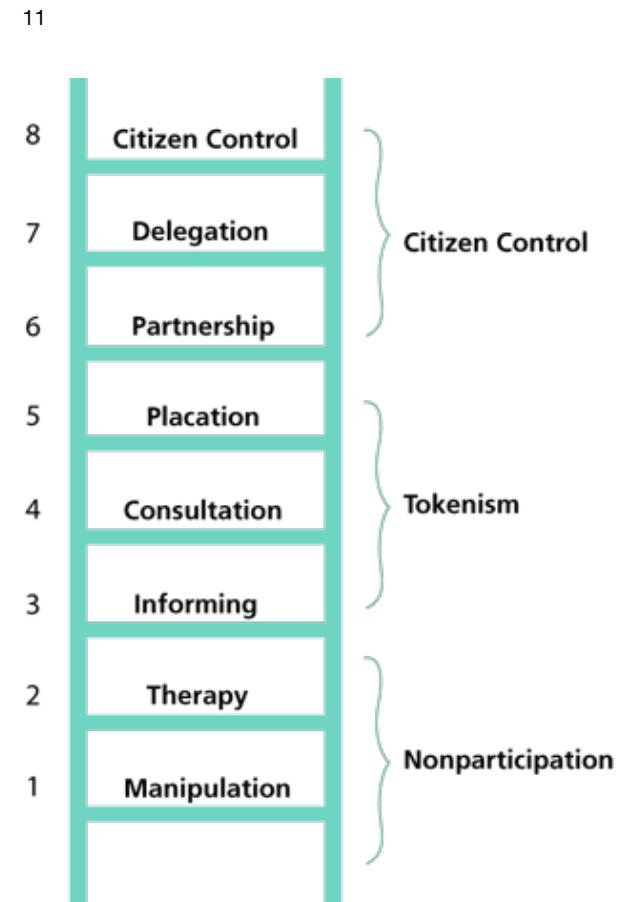 11
8 Citizen Control
7 Delegation
Citizen Control
6 Partnership
5 Placation
4 Consultation
Tokenism
3 Informing
2 Therapy
Nonparticipation
1 Manipulation